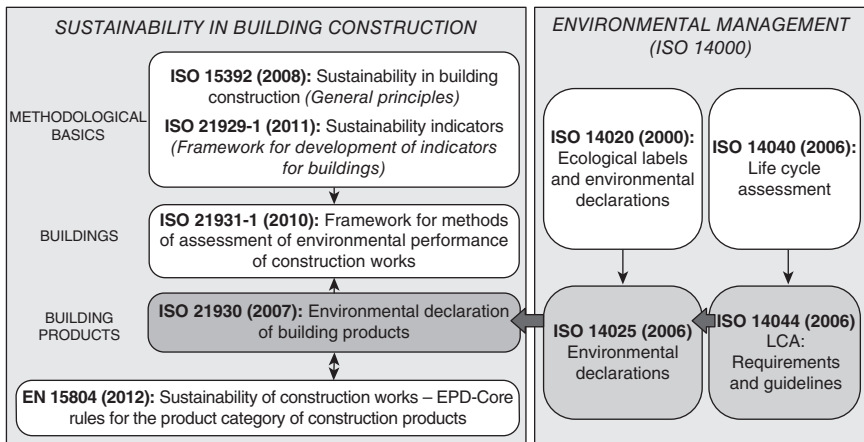 SUSTAINABILITY IN BUILDING CONSTRUCTION
METHODOLOGICAL
BASICS
ISO 15392 (2008): Sustainability in building
construction (General principles)
ISO 21929-1 (2011): Sustainability indicators
(Framework for development of indicators
for buildings)
BUILDINGS
ISO 21931-1 (2010): Framework for methods
of assessment of environmental performance
of construction works
BUILDING
PRODUCTS
ISO 21930 (2007): Environmental declaration
of building products
EN 15804 (2012): Sustainability of construction works – EPD-Core
rules for the product category of construction products
ENVIRONMENTAL MANAGEMENT
(ISO 14000)
ISO 14020 (2000):
Ecological labels
and environmental
declarations
ISO 14040 (2006):
Life cycle
assessment
ISO 14025 (2006)
Environmental
declarations
ISO 14044 (2006)
LCA:
Requirements
and guidelines